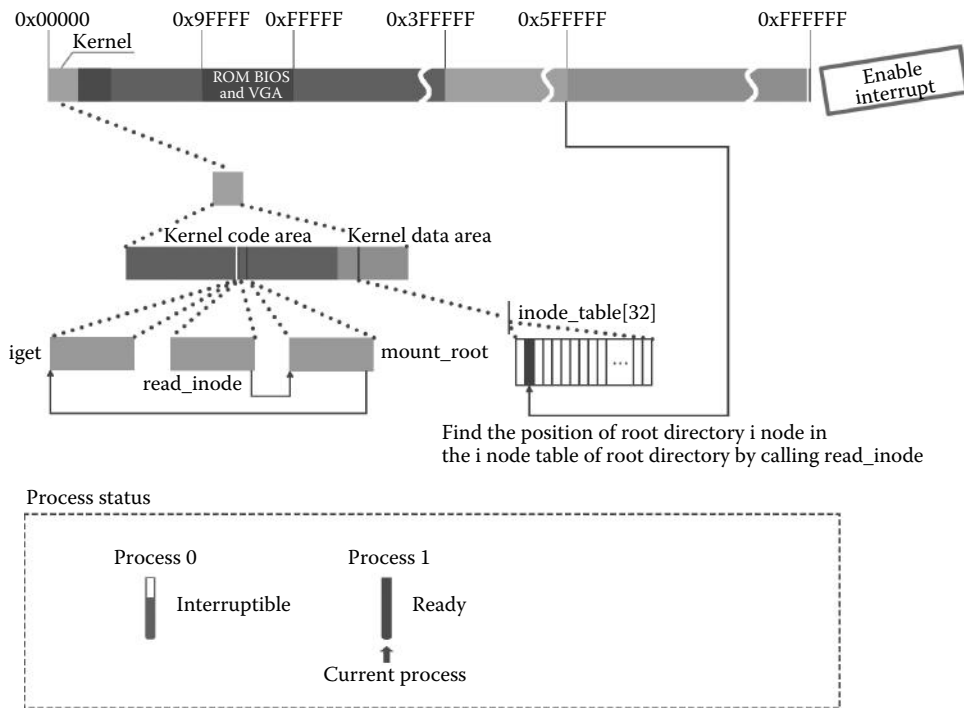 0x00000 0x9FFFF 0xFFFFF 0x3FFFFF 0x5FFFFF 0xFFFFFF
Kernel
ROM BIOS
and VGA
Enable
interrupt
Kernel code area Kernel data area
inode_table[32]
iget
mount_root
read_inode
...
Find the position of root directory i node in
the i node table of root directory by calling read_inode
Process status
Process 0 Process 1
Interruptible Ready
Current process